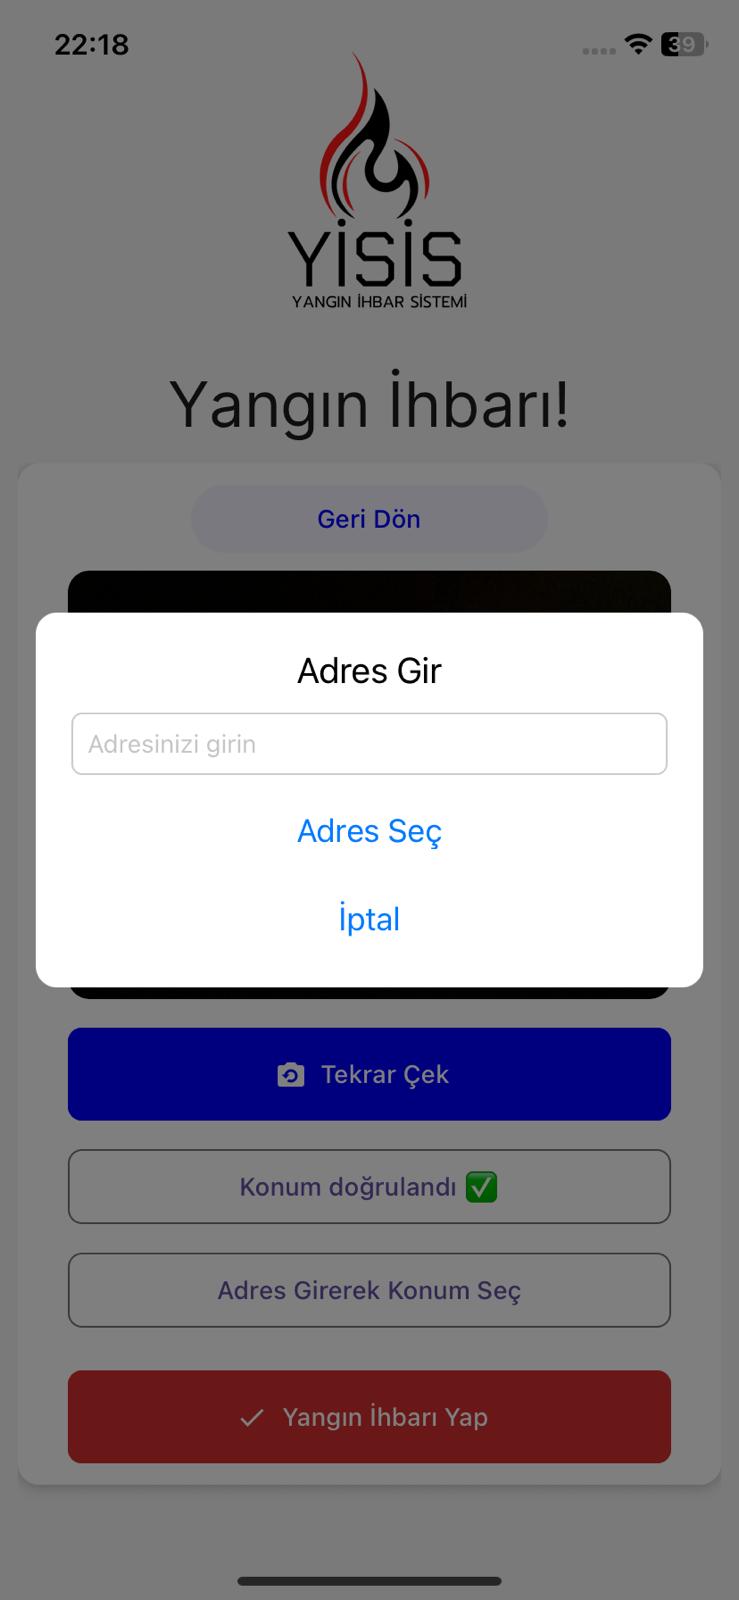 22:18
39
YİSİS
YANGIN İHBAR SİSTEMİ
Yangın İhbarı!
Geri Dön
Adres Gir
Adresinizi girin
Adres Seç
İptal
Tekrar Çek
Konum doğrulandı ✅
Adres Girerek Konum Seç
Yangın İhbarı Yap